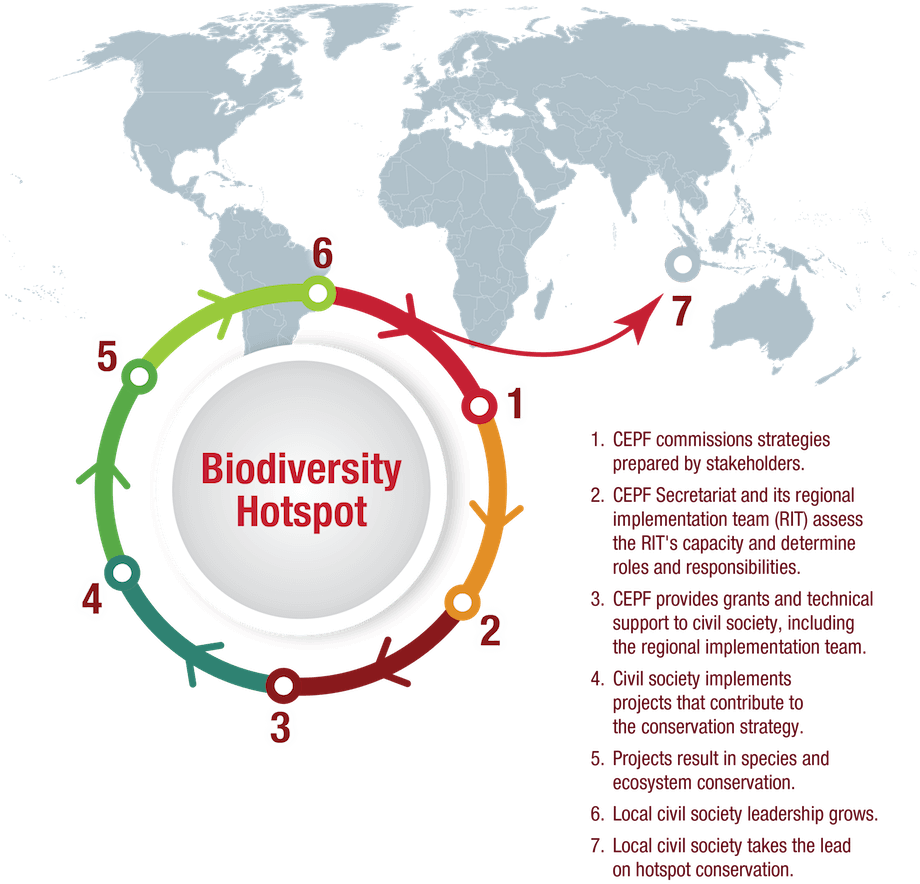 6
7
5
1
Biodiversity
Hotspot
4
2
3
1. CEPF commissions strategies
prepared by stakeholders.
2. CEPF Secretariat and its regional
implementation team (RIT) assess
the RIT's capacity and determine
roles and responsibilities.
3. CEPF provides grants and technical
support to civil society, including
the regional implementation team.
4. Civil society implements
projects that contribute to
the conservation strategy.
5. Projects result in species and
ecosystem conservation.
6. Local civil society leadership grows.
7. Local civil society takes the lead
on hotspot conservation.